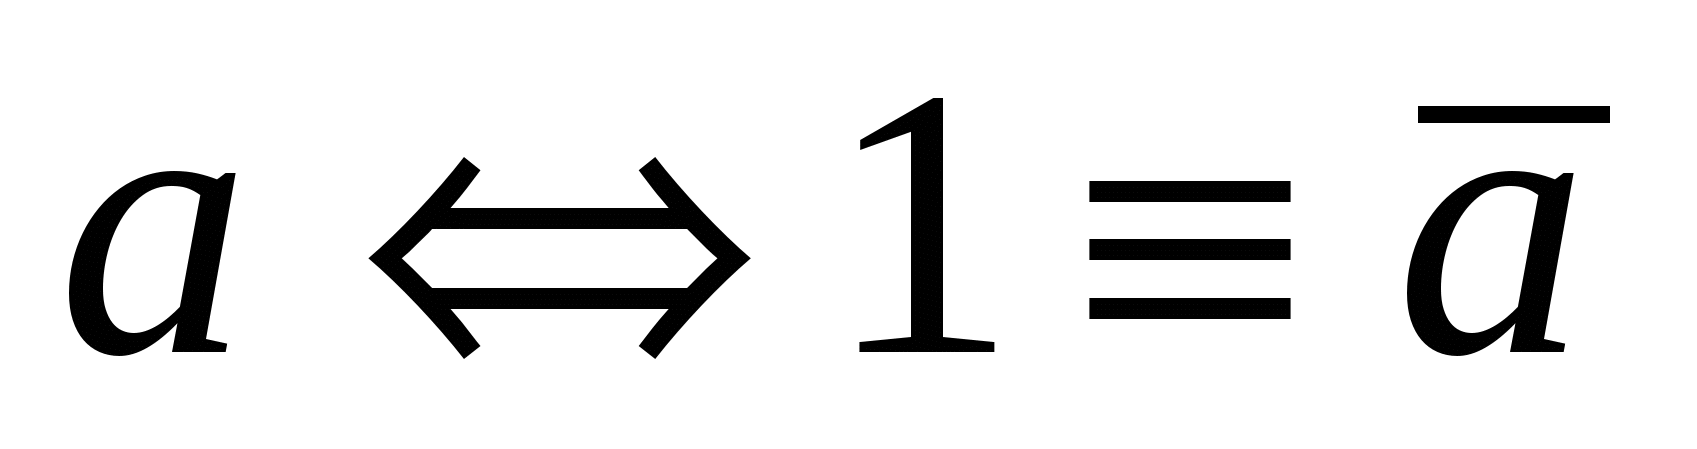 a ⇔ 1 ≡ a̅